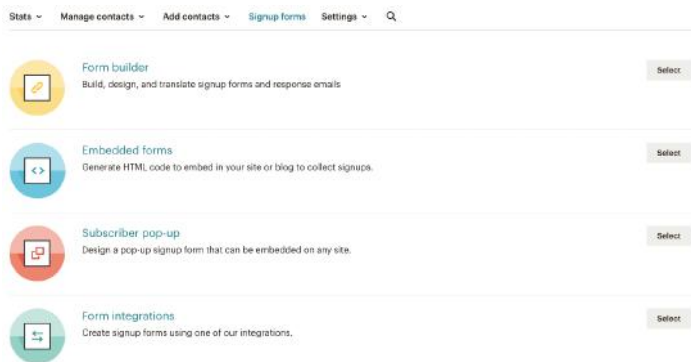 Stats Manage contacts Add contacts Signup forms Settings
Form builder
Build, design, and translate signup forms and response emails
Select
Embedded forms
Generate HTML code to embed in your site or blog to collect signups.
Select
Subscriber pop-up
Design a pop-up signup form that can be embedded on any site.
Select
Form integrations
Create signup forms using one of our integrations.
Select